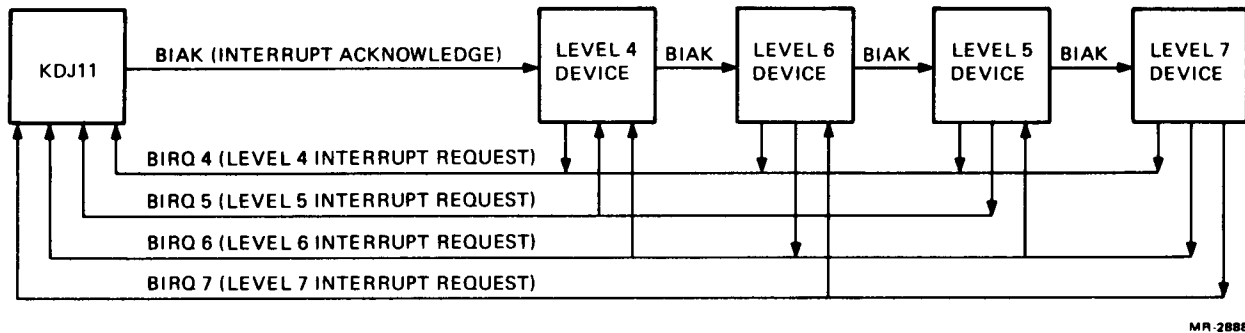 KDJ11
BIAK (INTERRUPT ACKNOWLEDGE)
LEVEL 4
DEVICE
BIAK
LEVEL 6
DEVICE
BIAK
LEVEL 5
DEVICE
BIAK
LEVEL 7
DEVICE
BIRQ 4 (LEVEL 4 INTERRUPT REQUEST)
BIRQ 5 (LEVEL 5 INTERRUPT REQUEST)
BIRQ 6 (LEVEL 6 INTERRUPT REQUEST)
BIRQ 7 (LEVEL 7 INTERRUPT REQUEST)
MR-2888